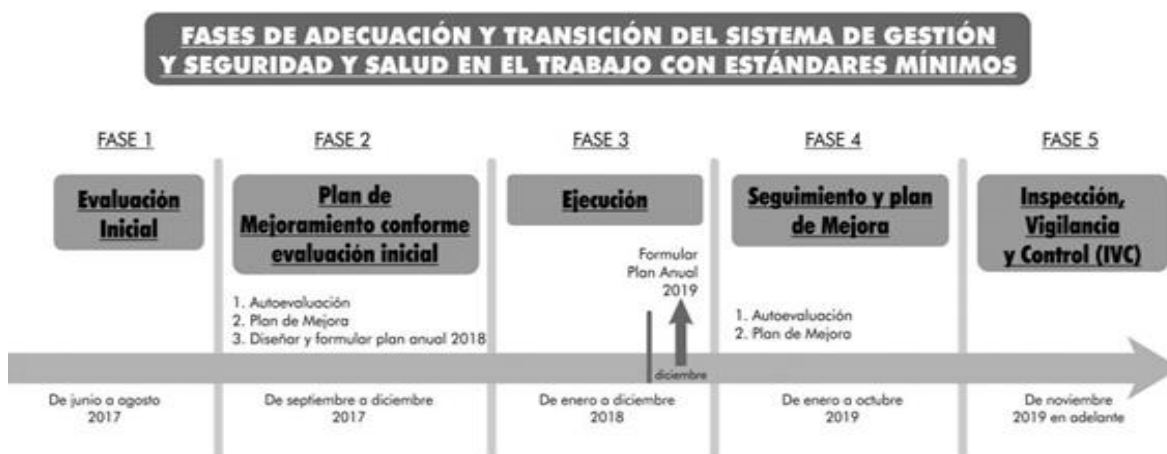 FASES DE ADECUACIÓN Y TRANSICIÓN DEL SISTEMA DE GESTIÓN
Y SEGURIDAD Y SALUD EN EL TRABAJO CON ESTÁNDARES MÍNIMOS
FASE 1
Evaluación
Inicial
De junio a agosto
2017
FASE 2
Plan de
Mejoramiento conforme
evaluación inicial
1. Autoevaluación
2. Plan de Mejora
3. Diseñar y formular plan anual 2018
De septiembre a diciembre
2017
FASE 3
Ejecución
Formular
Plan Anual
2019
diciembre
De enero a diciembre
2018
FASE 4
Seguimiento y plan
de Mejora
1. Autoevaluación
2. Plan de Mejora
De enero a octubre
2019
FASE 5
Inspección,
Vigilancia
y Control (IVC)
De noviembre
2019 en adelante